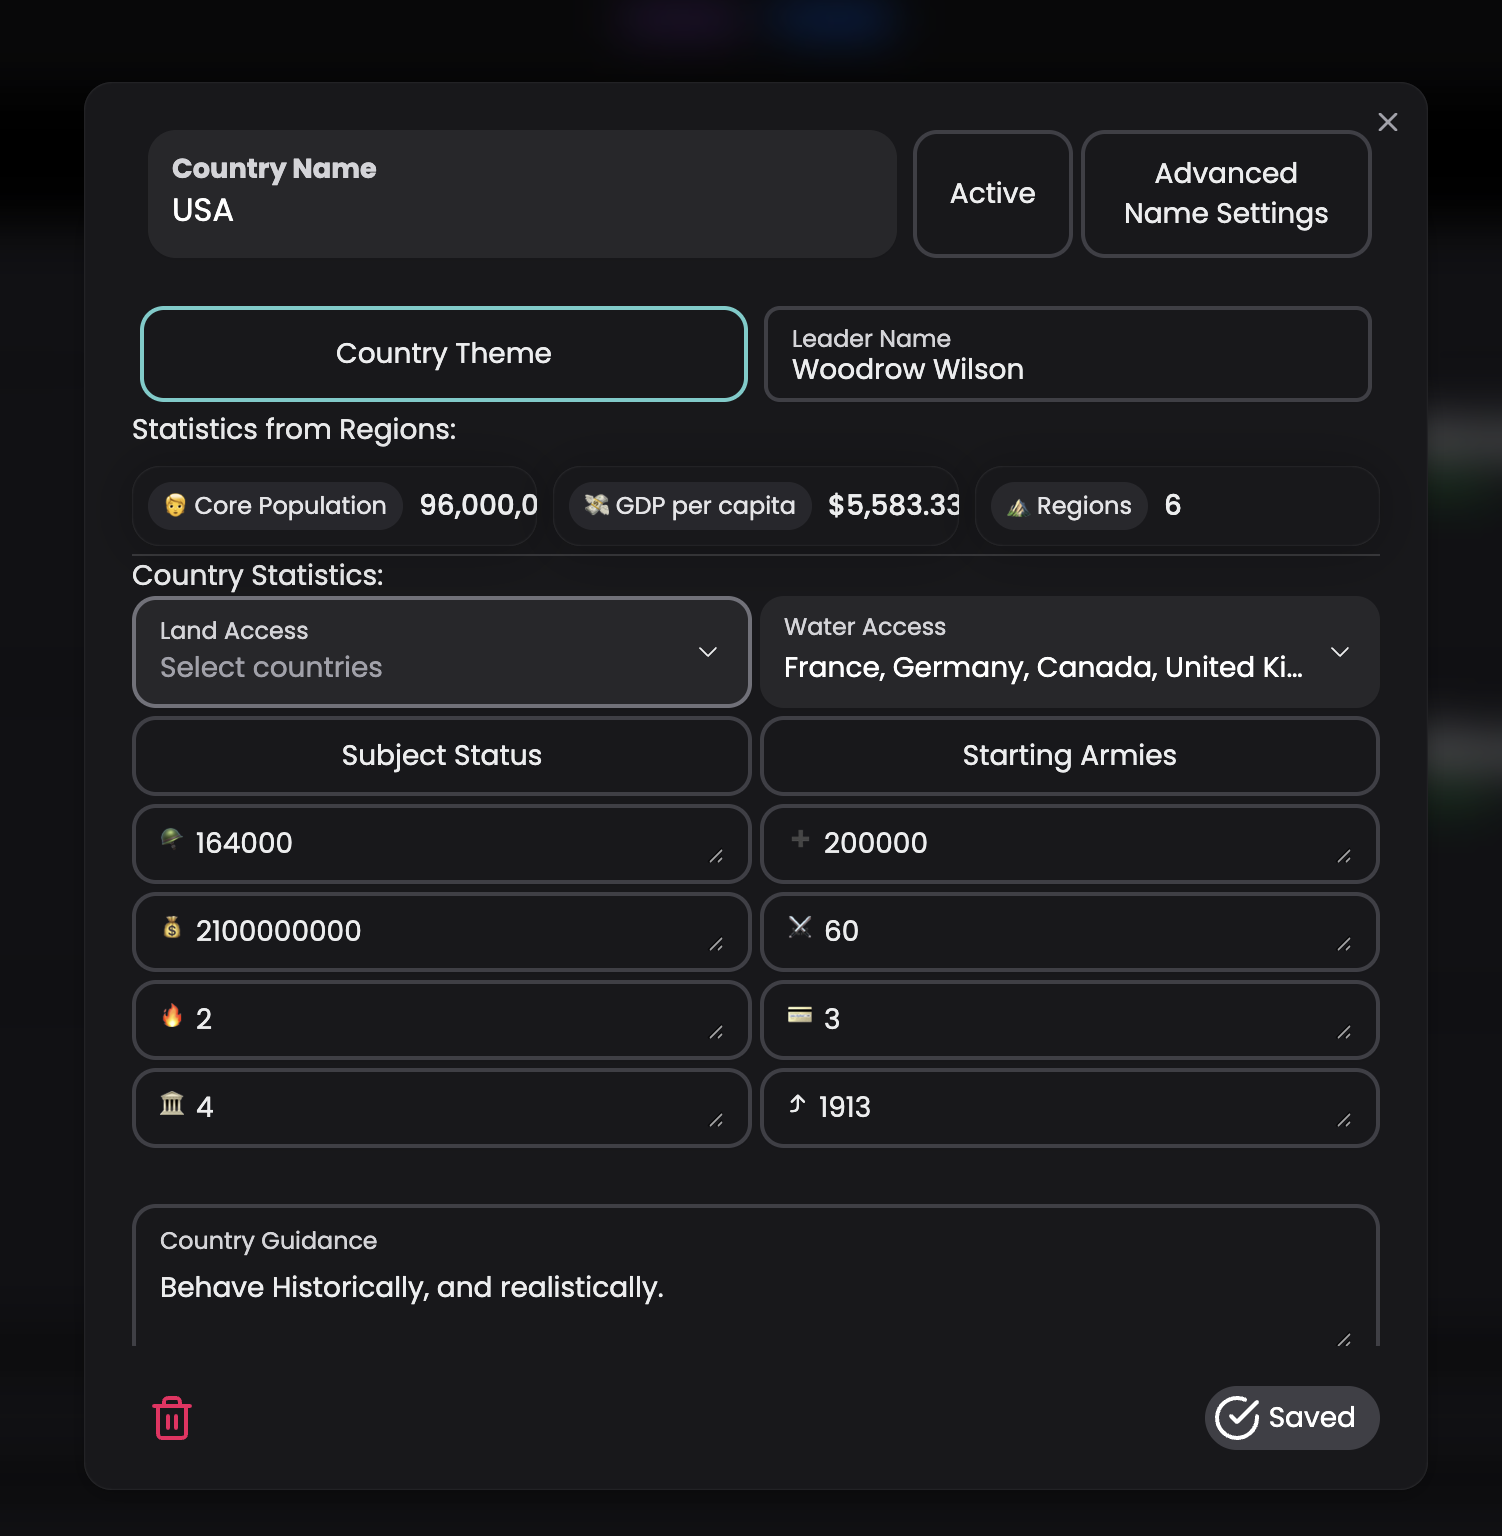 Country Name
USA
Active
Advanced
Name Settings
Country Theme
Leader Name
Woodrow Wilson
Statistics from Regions:
Core Population 96,000,0
GDP per capita $5,583.33
Regions 6
Country Statistics:
Land Access
Select countries
Water Access
France, Germany, Canada, United Ki...
Subject Status
Starting Armies
164000
200000
2100000000
60
2
3
4
1913
Country Guidance
Behave Historically, and realistically.
Saved